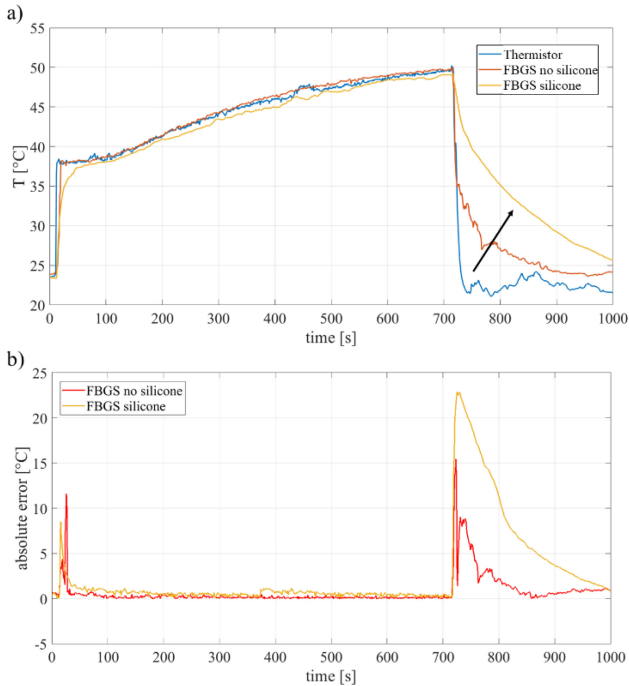 a)
55
50
45
40
35
30
25
20
T [°C]
Thermistor
FBGS no silicone
FBGS silicone
0 100 200 300 400 500 600 700 800 900 1000
time [s]
b)
25
20
15
10
5
0
-5
absolute error [°C]
FBGS no silicone
FBGS silicone
0 100 200 300 400 500 600 700 800 900 1000
time [s]